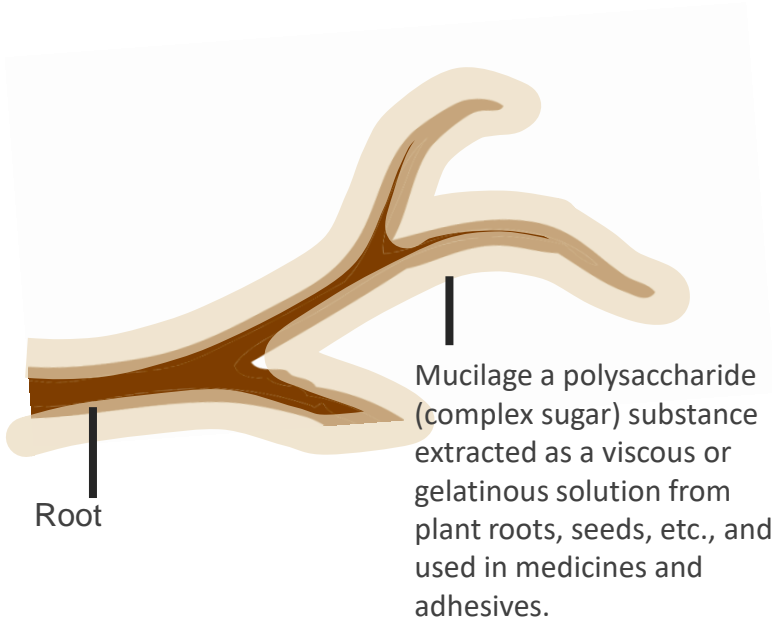 Mucilage a polysaccharide
(complex sugar) substance
extracted as a viscous or
gelatinous solution from
plant roots, seeds, etc., and
used in medicines and
adhesives.
Root